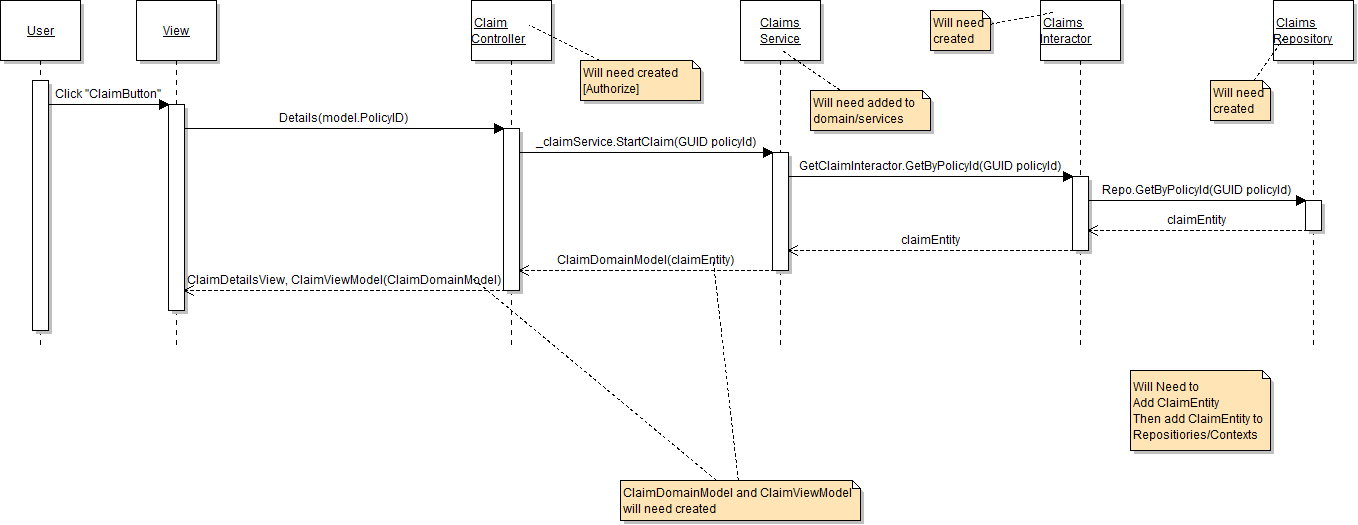 User
View
Claim
Controller
Claims
Service
Will need
created
Claims
Interactor
Claims
Repository
Will need created
[Authorize]
Will need added to
domain/services
Will need
created
Click "ClaimButton"
Details(model.PolicyID)
_claimService.StartClaim(GUID policyId)
GetClaimInteractor.GetByPolicyId(GUID policyId)
Repo.GetByPolicyId(GUID policyId)
claimEntity
claimEntity
ClaimDomainModel(claimEntity)
ClaimDetailsView, ClaimViewModel(ClaimDomainModel)
Will Need to
Add ClaimEntity
Then add ClaimEntity to
Repositiories/Contexts
ClaimDomainModel and ClaimViewModel
will need created